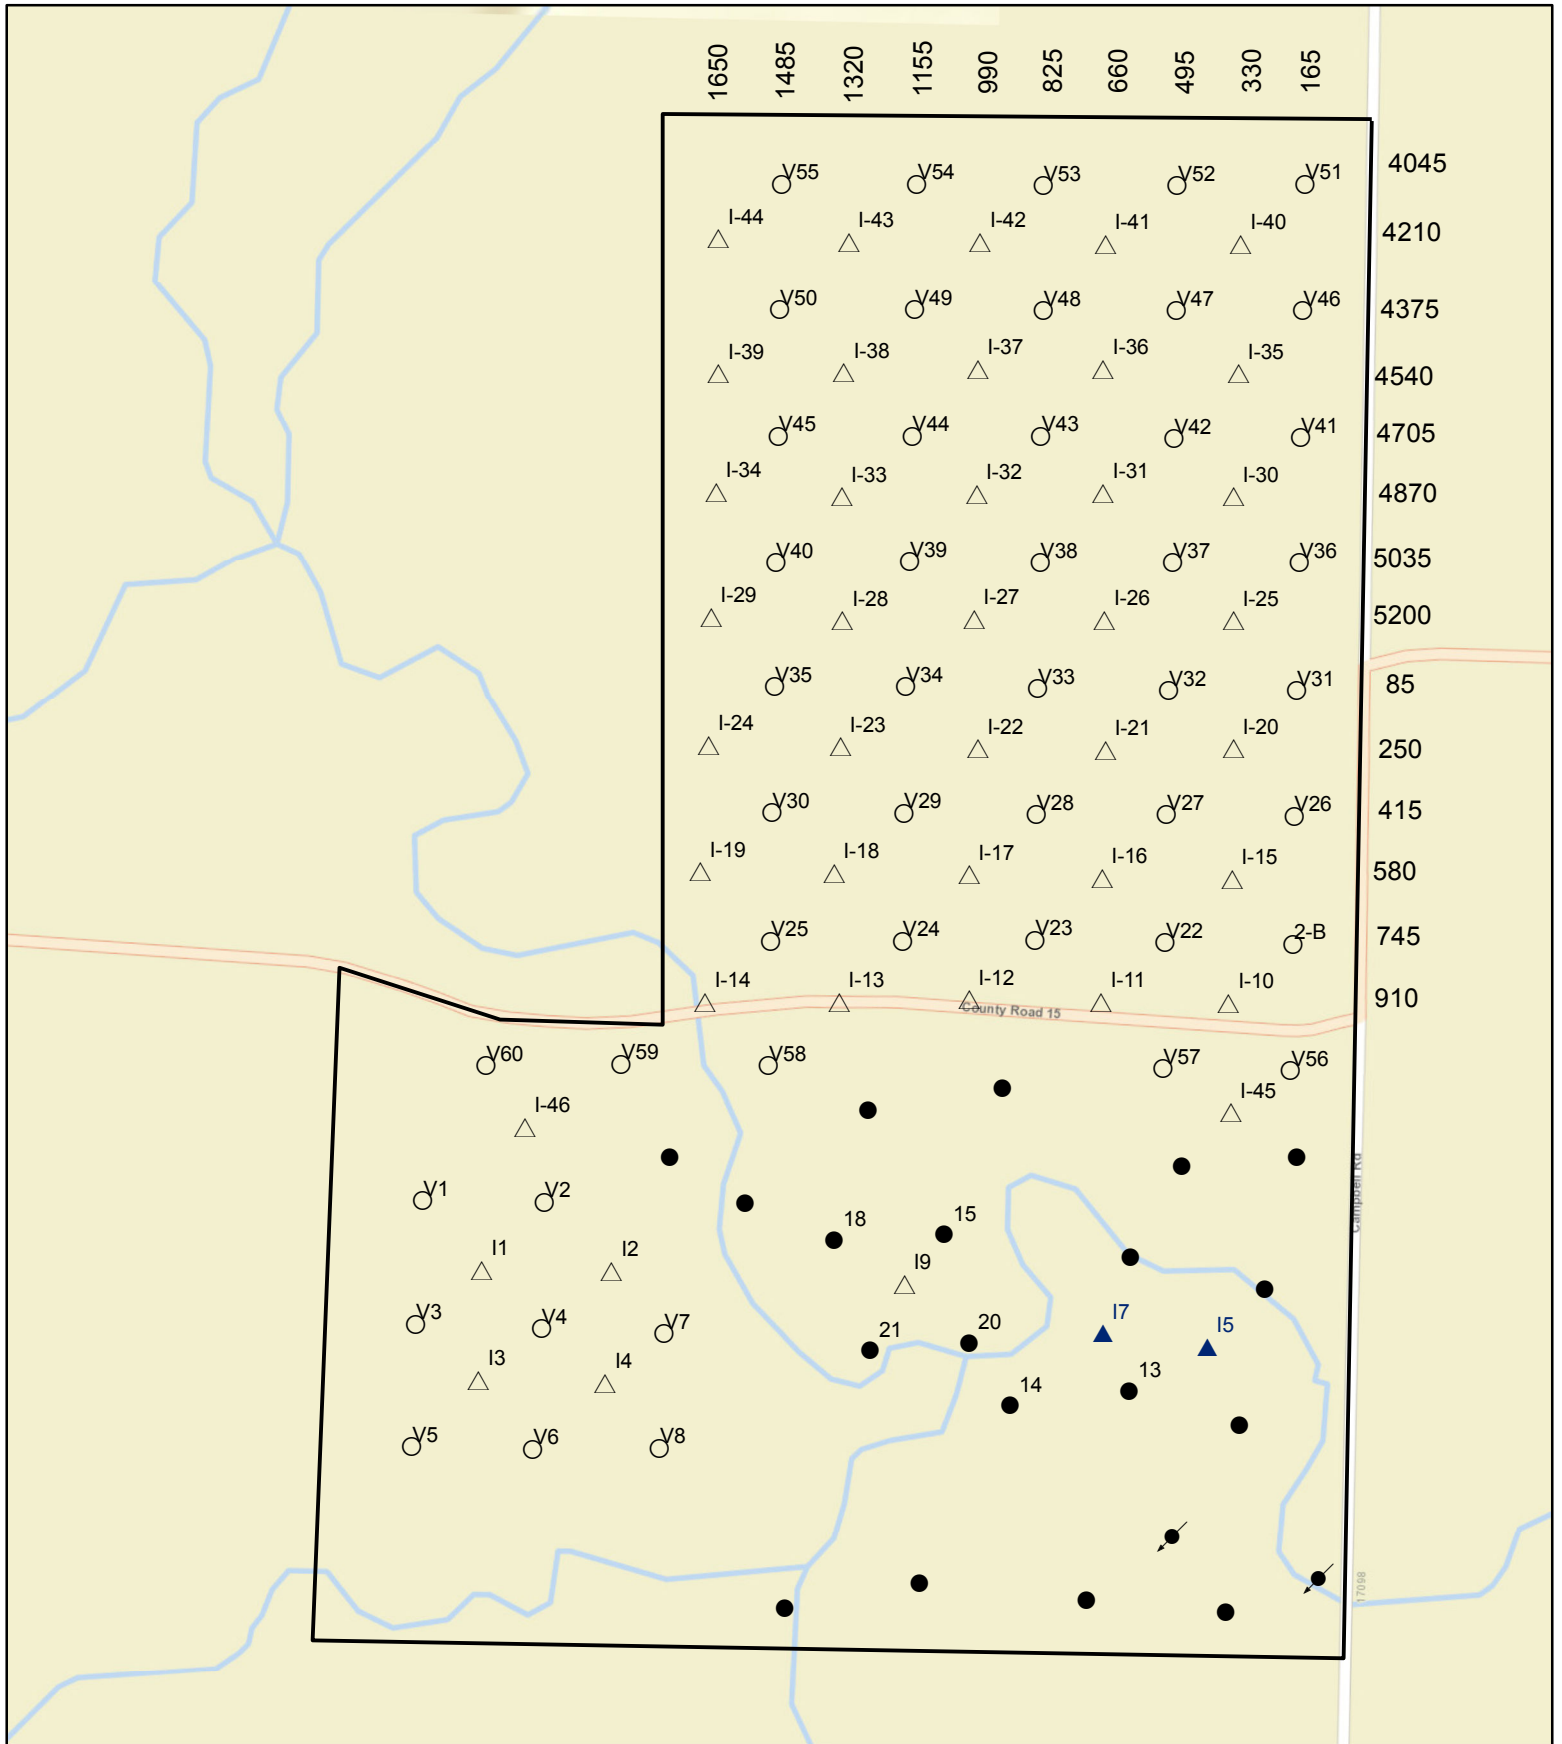 1650 1485 1320 1155 990 825 660 495 330 165
V55 V54 V53 V52 V51 4045
I-44 I-43 I-42 I-41 I-40 4210
V50 V49 V48 V47 V46 4375
I-39 I-38 I-37 I-36 I-35 4540
V45 V44 V43 V42 V41 4705
I-34 I-33 I-32 I-31 I-30 4870
V40 V39 V38 V37 V36 5035
I-29 I-28 I-27 I-26 I-25 5200
V35 V34 V33 V32 V31 85
I-24 I-23 I-22 I-21 I-20 250
V30 V29 V28 V27 V26 415
I-19 I-18 I-17 I-16 I-15 580
V25 V24 V23 V22 2-B 745
I-14 I-13 I-12 I-11 I-10 910
County Road 15
V60 V59 V58 V57 V56
I-46 I-45
V1 V2
Campbell Rd
18 15
I1 I2 I9
V3 V4 V7 21 20 I7 I5
I3 I4 14 13
V5 V6 V8
17098